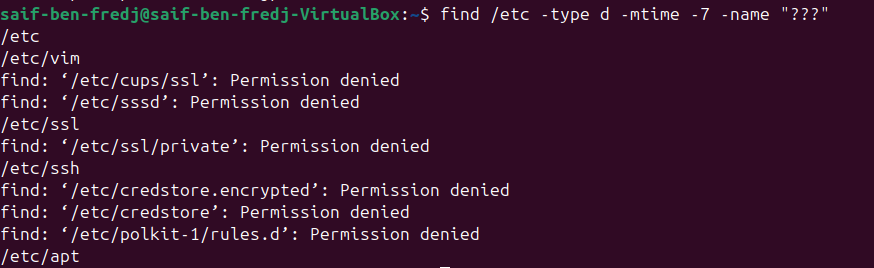 saif-ben-fredj@saif-ben-fredj-VirtualBox:~$ find /etc -type d -mtime -7 -name "???"
/etc
/etc/vim
find: ‘/etc/cups/ssl’: Permission denied
find: ‘/etc/sssd’: Permission denied
/etc/ssl
find: ‘/etc/ssl/private’: Permission denied
/etc/ssh
find: ‘/etc/credstore.encrypted’: Permission denied
find: ‘/etc/credstore’: Permission denied
find: ‘/etc/polkit-1/rules.d’: Permission denied
/etc/apt